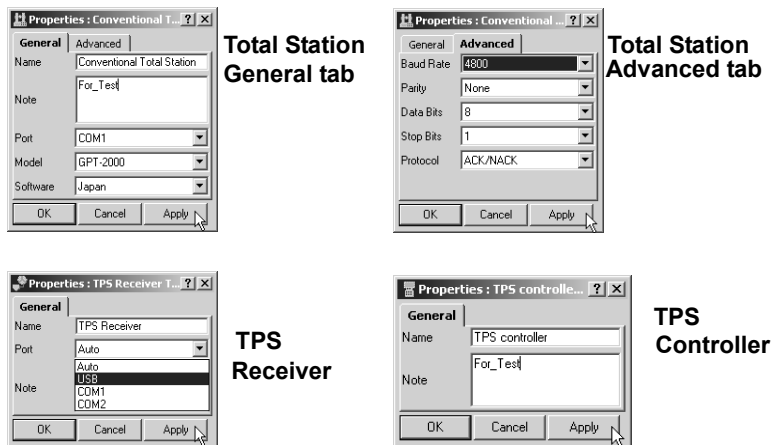 Properties : Conventional T... ? X
General Advanced
Name Conventional Total Station
Note For_Test
Port COM1
Model GPT-2000
Software Japan
OK Cancel Apply
Total Station
General tab
Properties : Conventional ... ? X
General Advanced
Baud Rate 4800
Parity None
Data Bits 8
Stop Bits 1
Protocol ACK/NACK
OK Cancel Apply
Total Station
Advanced tab
Properties : TPS Receiver T... ? X
General
Name TPS Receiver
Port Auto
Auto
USB
Note COM1
COM2
OK Cancel Apply
TPS
Receiver
Properties : TPS controlle... ? X
General
Name TPS controller
Note For_Test
OK Cancel Apply
TPS
Controller